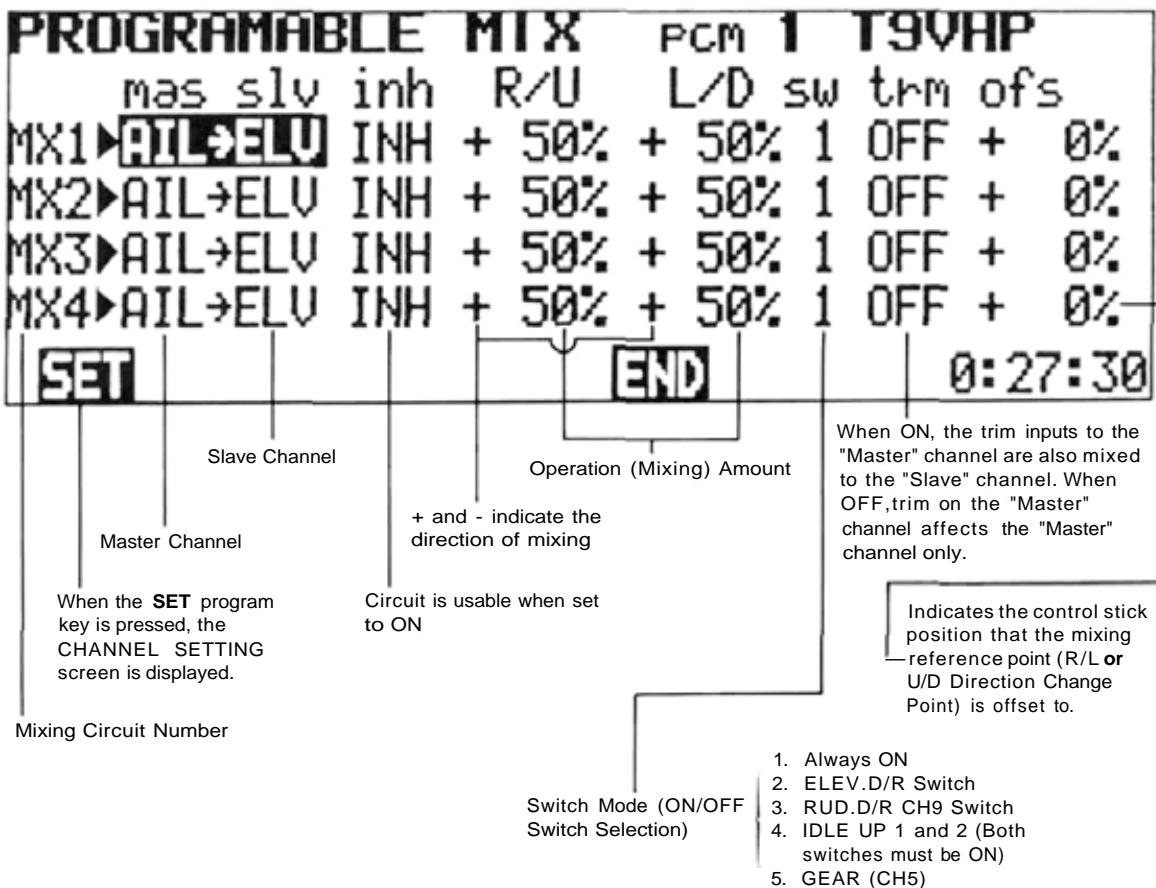 PROGRAMABLE MIX PCM 1 T9VHP
mas slv inh R/U L/D sw trm ofs
MX1▶AIL→ELV INH + 50% + 50% 1 OFF + 0%
MX2▶AIL→ELV INH + 50% + 50% 1 OFF + 0%
MX3▶AIL→ELV INH + 50% + 50% 1 OFF + 0%
MX4▶AIL→ELV INH + 50% + 50% 1 OFF + 0%
SET END 0:27:30
Slave Channel
Operation (Mixing) Amount
When ON, the trim inputs to the
"Master" channel are also mixed
to the "Slave" channel. When
OFF,trim on the "Master"
channel affects the "Master"
channel only.
+ and - indicate the
direction of mixing
Master Channel
When the SET program
key is pressed, the
CHANNEL SETTING
screen is displayed.
Circuit is usable when set
to ON
Indicates the control stick
position that the mixing
reference point (R/L or
U/D Direction Change
Point) is offset to.
Mixing Circuit Number
Switch Mode (ON/OFF
Switch Selection)
1. Always ON
2. ELEV.D/R Switch
3. RUD.D/R CH9 Switch
4. IDLE UP 1 and 2 (Both
switches must be ON)
5. GEAR (CH5)